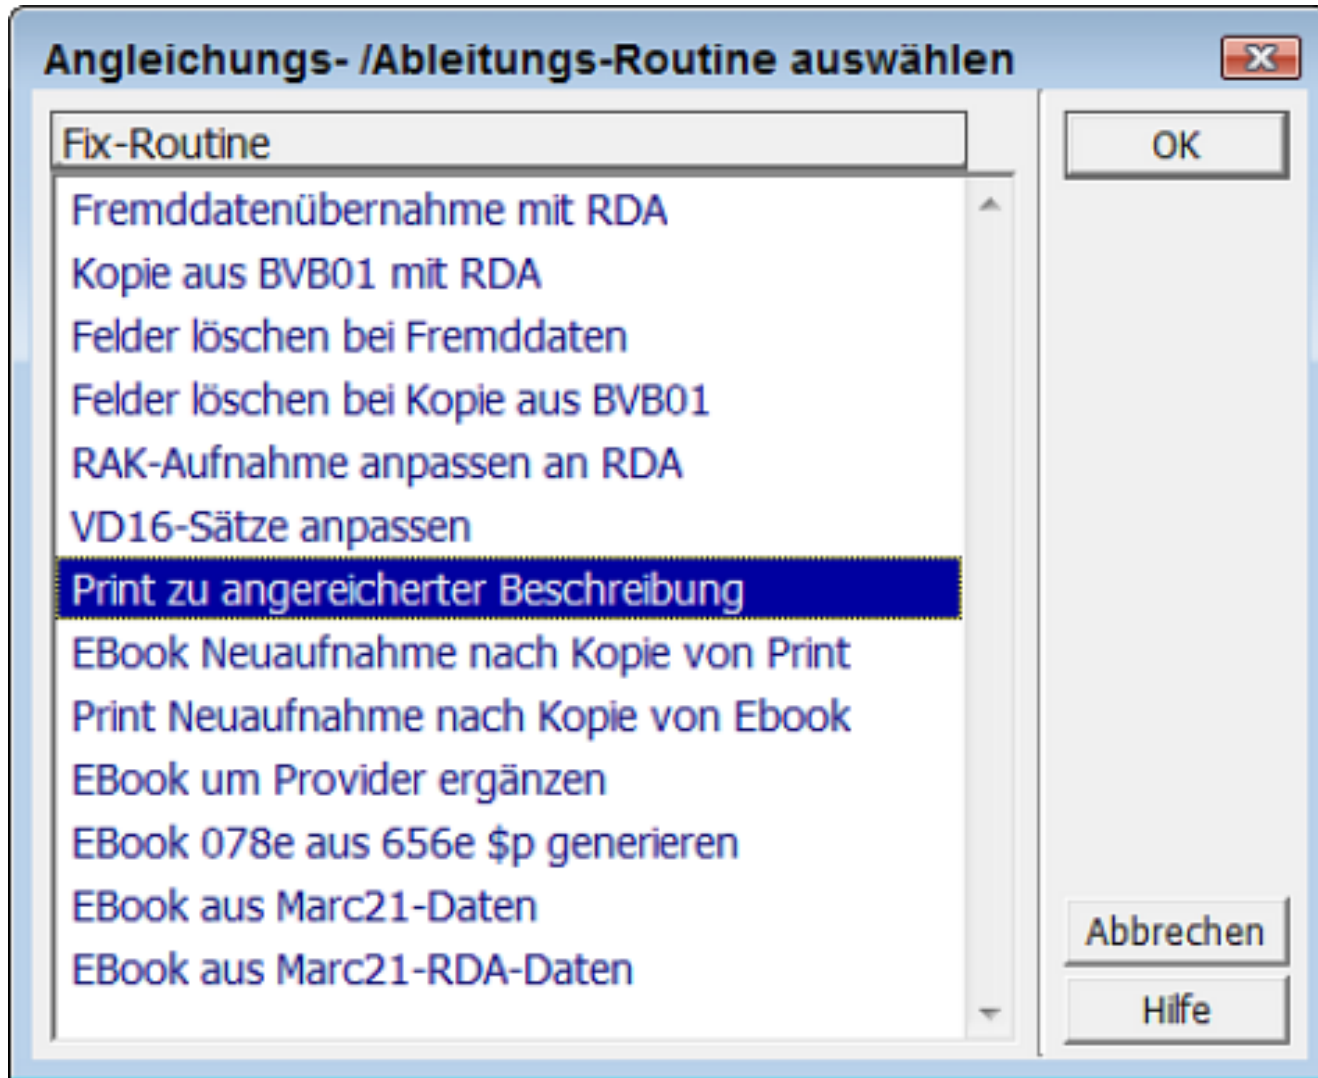 Angleichungs- /Ableitungs-Routine auswählen
Fix-Routine
OK
Fremddatenübernahme mit RDA
Kopie aus BVB01 mit RDA
Felder löschen bei Fremddaten
Felder löschen bei Kopie aus BVB01
RAK-Aufnahme anpassen an RDA
VD16-Sätze anpassen
Print zu angereicherter Beschreibung
EBook Neuaufnahme nach Kopie von Print
Print Neuaufnahme nach Kopie von Ebook
EBook um Provider ergänzen
EBook 078e aus 656e $p generieren
EBook aus Marc21-Daten
EBook aus Marc21-RDA-Daten
Abbrechen
Hilfe